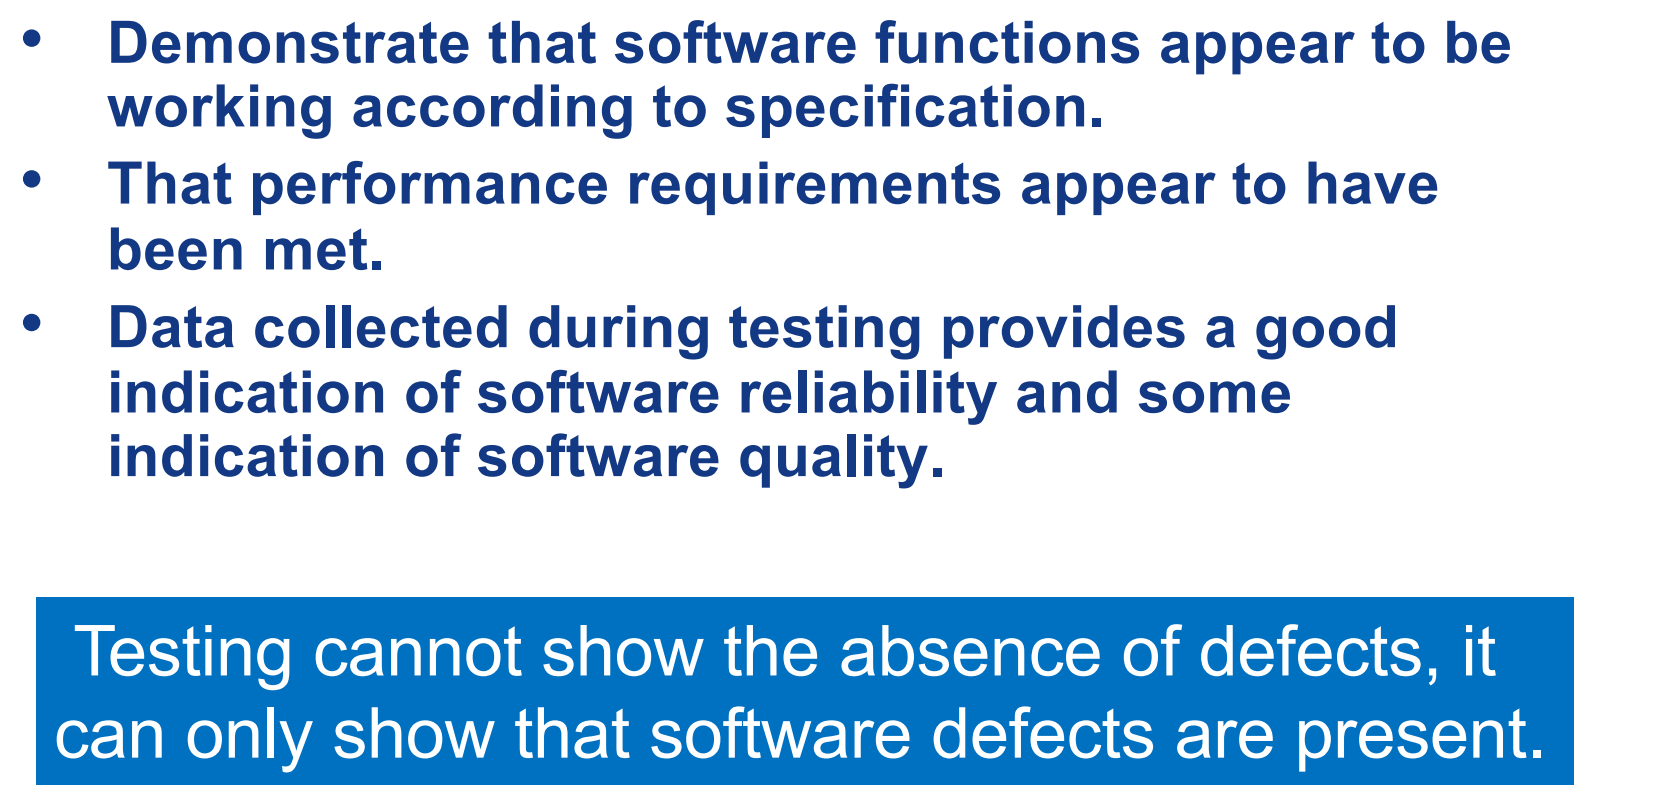 • Demonstrate that software functions appear to be
working according to specification.
• That performance requirements appear to have
been met.
• Data collected during testing provides a good
indication of software reliability and some
indication of software quality.
Testing cannot show the absence of defects, it
can only show that software defects are present.